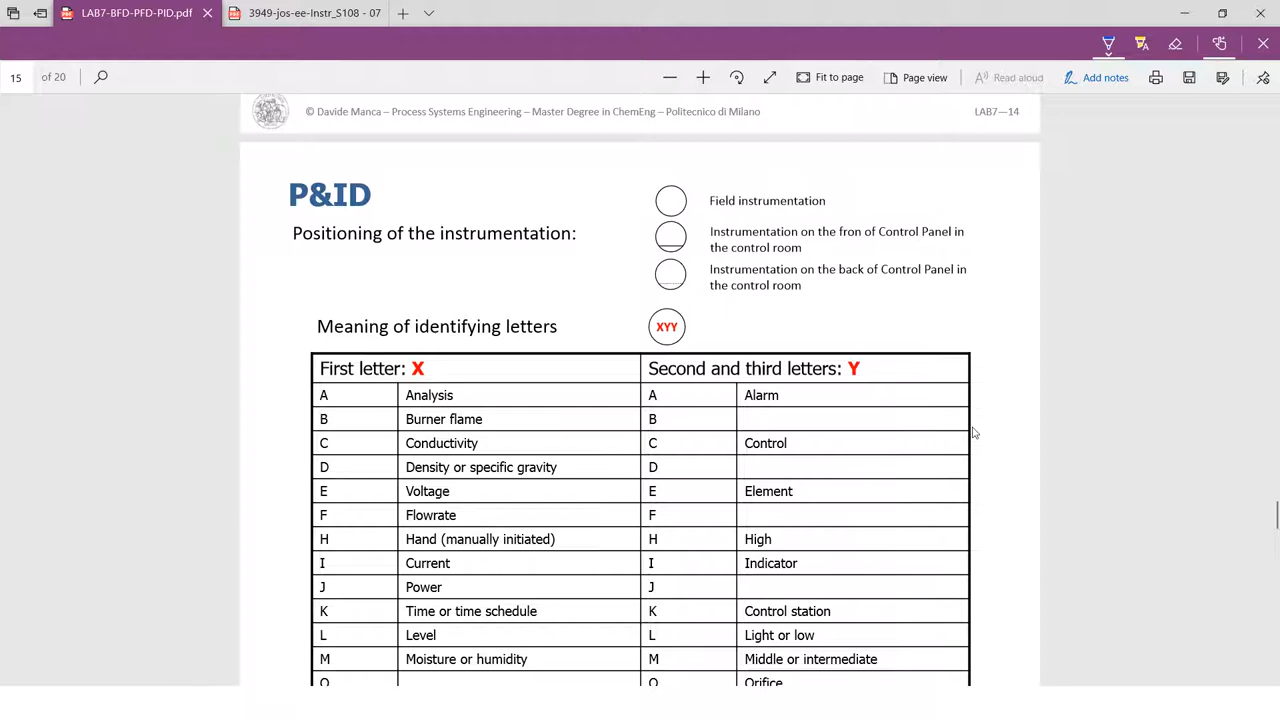 LAB7-BFD-PFD-PID.pdf
3949-jos-ee-Instr_S108 - 07
15 of 20
Fit to page
Page view
Read aloud
Add notes
© Davide Manca – Process Systems Engineering – Master Degree in ChemEng – Politecnico di Milano LAB7—14
P&ID
Positioning of the instrumentation:
Field instrumentation
Instrumentation on the fron of Control Panel in
the control room
Instrumentation on the back of Control Panel in
the control room
Meaning of identifying letters
XYY
First letter: X Second and third letters: Y
A Analysis A Alarm
B Burner flame B
C Conductivity C Control
D Density or specific gravity D
E Voltage E Element
F Flowrate F
H Hand (manually initiated) H High
I Current I Indicator
J Power J
K Time or time schedule K Control station
L Level L Light or low
M Moisture or humidity M Middle or intermediate
O O Orifice